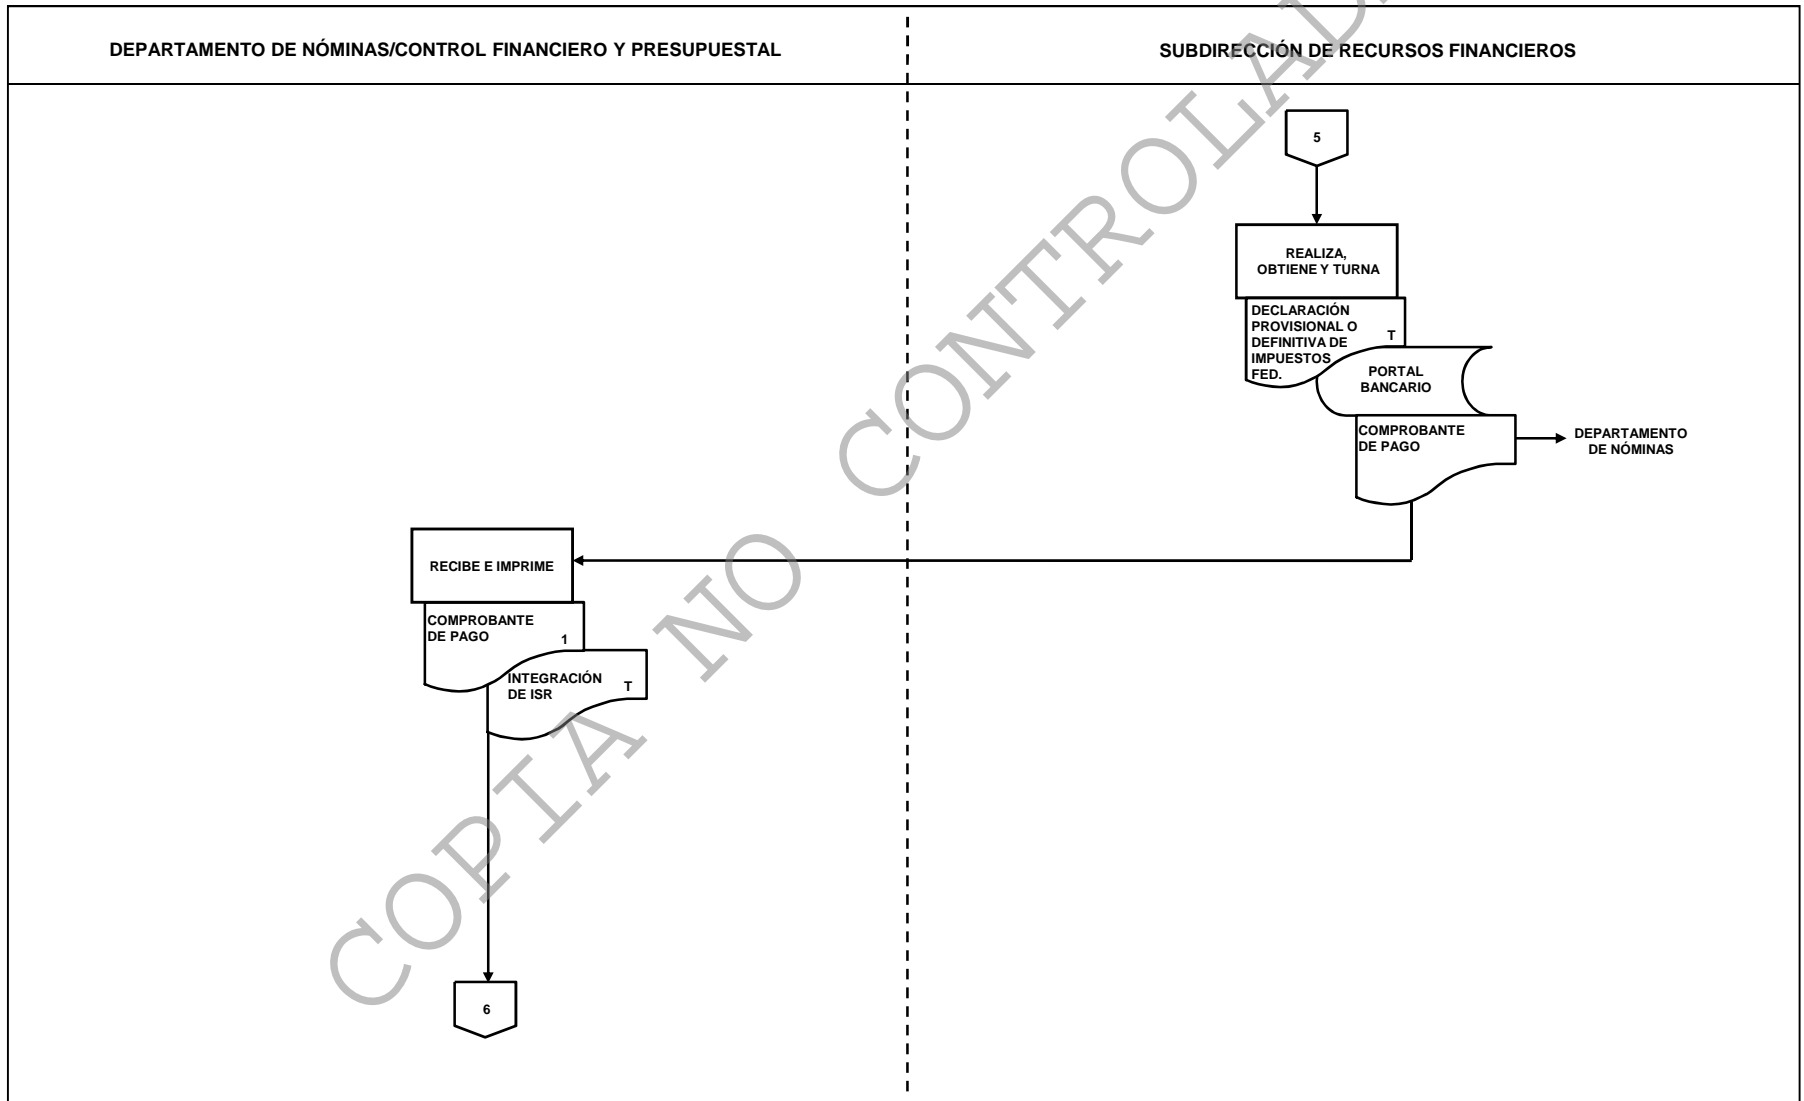 DEPARTAMENTO DE NÓMINAS/CONTROL FINANCIERO Y PRESUPUESTAL
SUBDIRECCIÓN DE RECURSOS FINANCIEROS
5
REALIZA,
OBTIENE Y TURNA
DECLARACIÓN
PROVISIONAL O
DEFINITIVA DE
IMPUESTOS
FED.
T
PORTAL
BANCARIO
COMPROBANTE
DE PAGO
DEPARTAMENTO
DE NÓMINAS
RECIBE E IMPRIME
COMPROBANTE
DE PAGO
1
INTEGRACIÓN
DE ISR
T
6
COPIA NO CONTROLAD